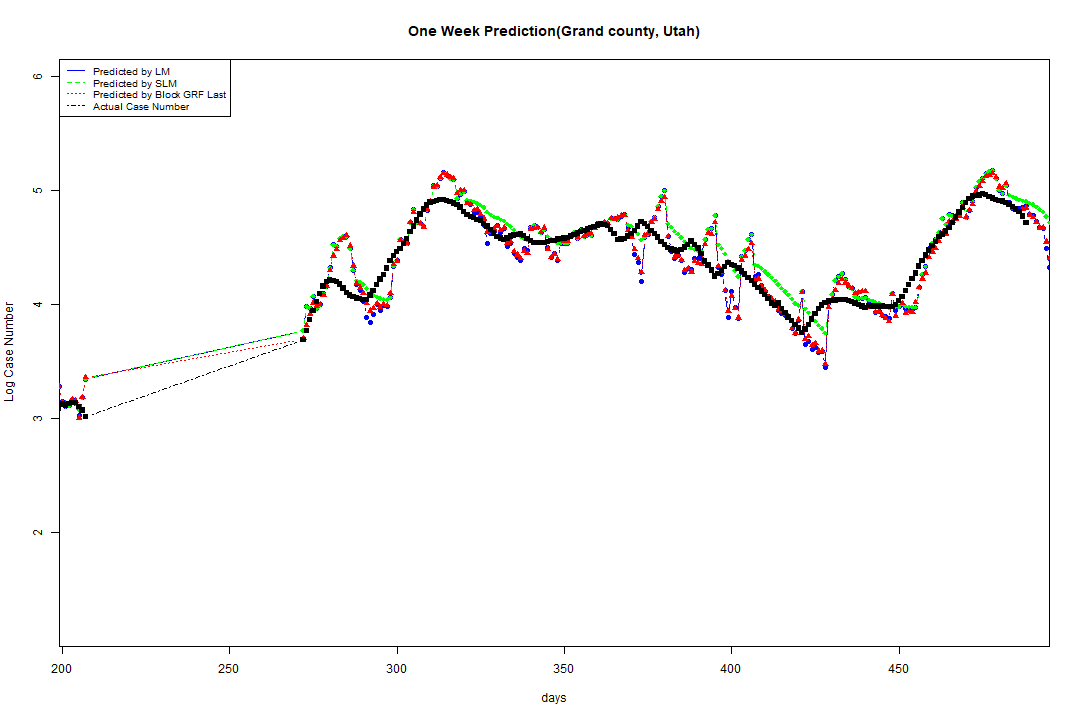 One Week Prediction(Grand county, Utah)
Predicted by LM
Predicted by SLM
Predicted by Block GRF Last
Actual Case Number
6
5
4
3
2
Log Case Number
200 250 300 350 400 450
days